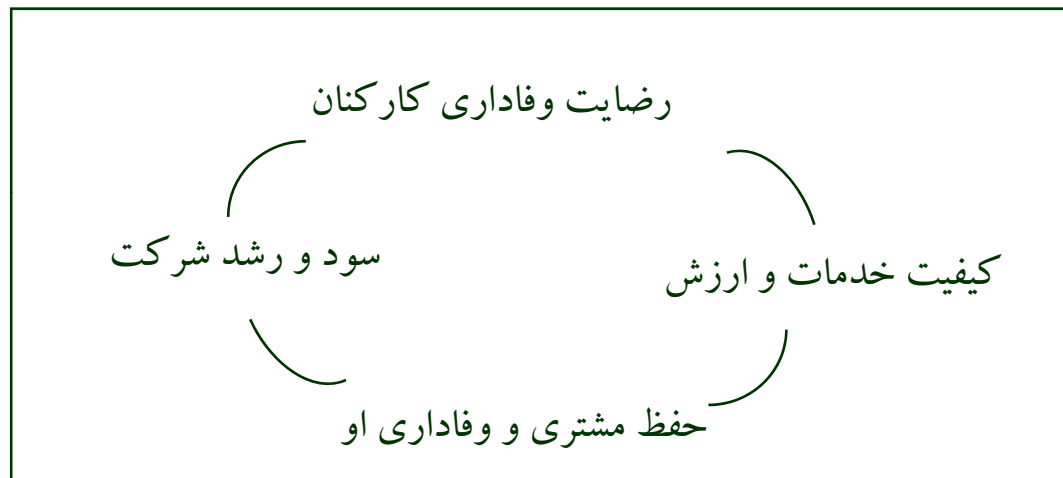 رضایت وفاداری کارکنان
سود و رشد شرکت
کیفیت خدمات و ارزش
حفظ مشتری و وفاداری او